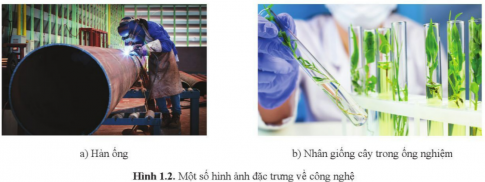 a) Hàn ống
b) Nhân giống cây trong ống nghiệm
Hình 1.2. Một số hình ảnh đặc trưng về công nghệ